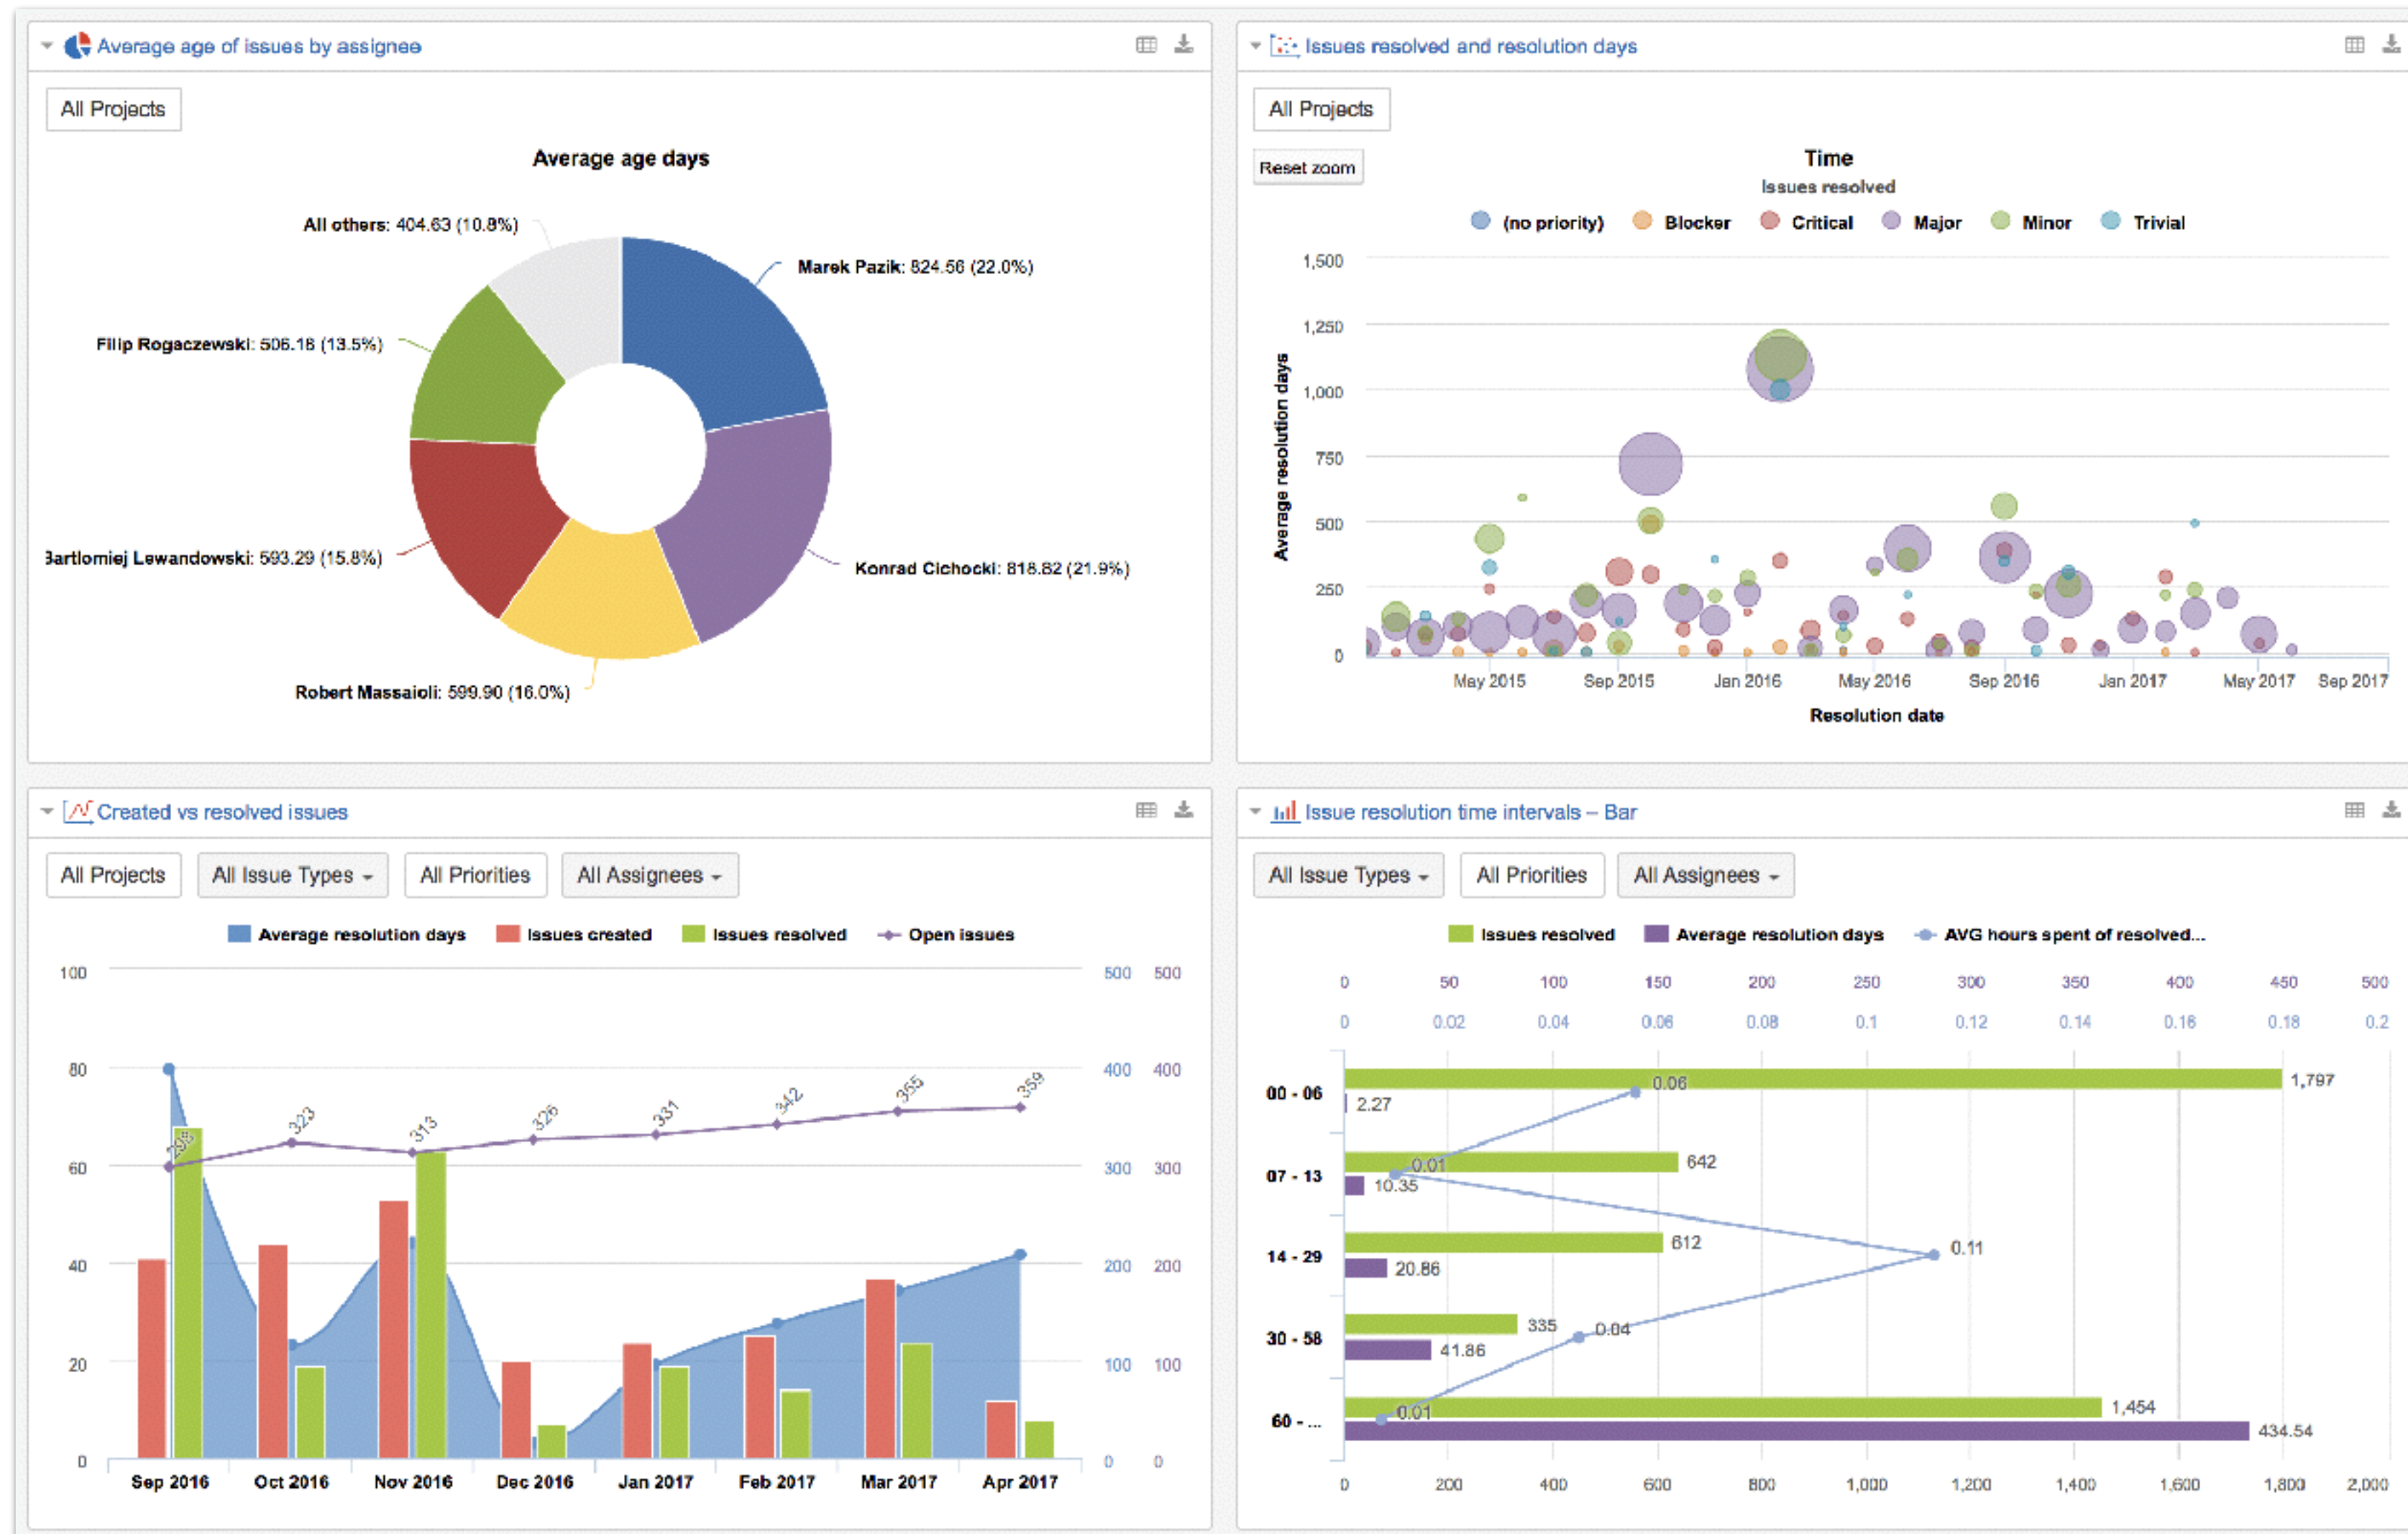 Average age of issues by assignee
All Projects
Average age days
All others: 404.63 (10.8%)
Marek Pazik: 824.56 (22.0%)
Filip Rogaczewski: 506.18 (13.5%)
Bartlomiej Lewandowski: 593.29 (15.8%)
Konrad Cichocki: 818.82 (21.9%)
Robert Massaioli: 599.90 (16.0%)
Issues resolved and resolution days
All Projects
Reset zoom
Time
Issues resolved
(no priority) Blocker Critical Major Minor Trivial
1,500
1,250
1,000
750
500
250
0
Average resolution days
May 2015 Sep 2015 Jan 2016 May 2016 Sep 2016 Jan 2017 May 2017 Sep 2017
Resolution date
Created vs resolved issues
All Projects All Issue Types All Priorities All Assignees
Average resolution days Issues created Issues resolved Open issues
100 500 500
80 400 400
60 300 300
40 200 200
20 100 100
0 0 0
323 313 326 331 342 355 359
Sep 2016 Oct 2016 Nov 2016 Dec 2016 Jan 2017 Feb 2017 Mar 2017 Apr 2017
Issue resolution time intervals – Bar
All Issue Types All Priorities All Assignees
Issues resolved Average resolution days AVG hours spent of resolved...
0 50 100 150 200 250 300 350 400 450 500
0 0.02 0.04 0.06 0.08 0.1 0.12 0.14 0.16 0.18 0.2
00 - 06 0.06 1,797
2.27
07 - 13 0.01 642
10.35
14 - 29 612 0.11
20.86
30 - 58 335 0.04
41.86
60 - ... 0.01 1,454
434.54
0 200 400 600 800 1,000 1,200 1,400 1,600 1,800 2,000